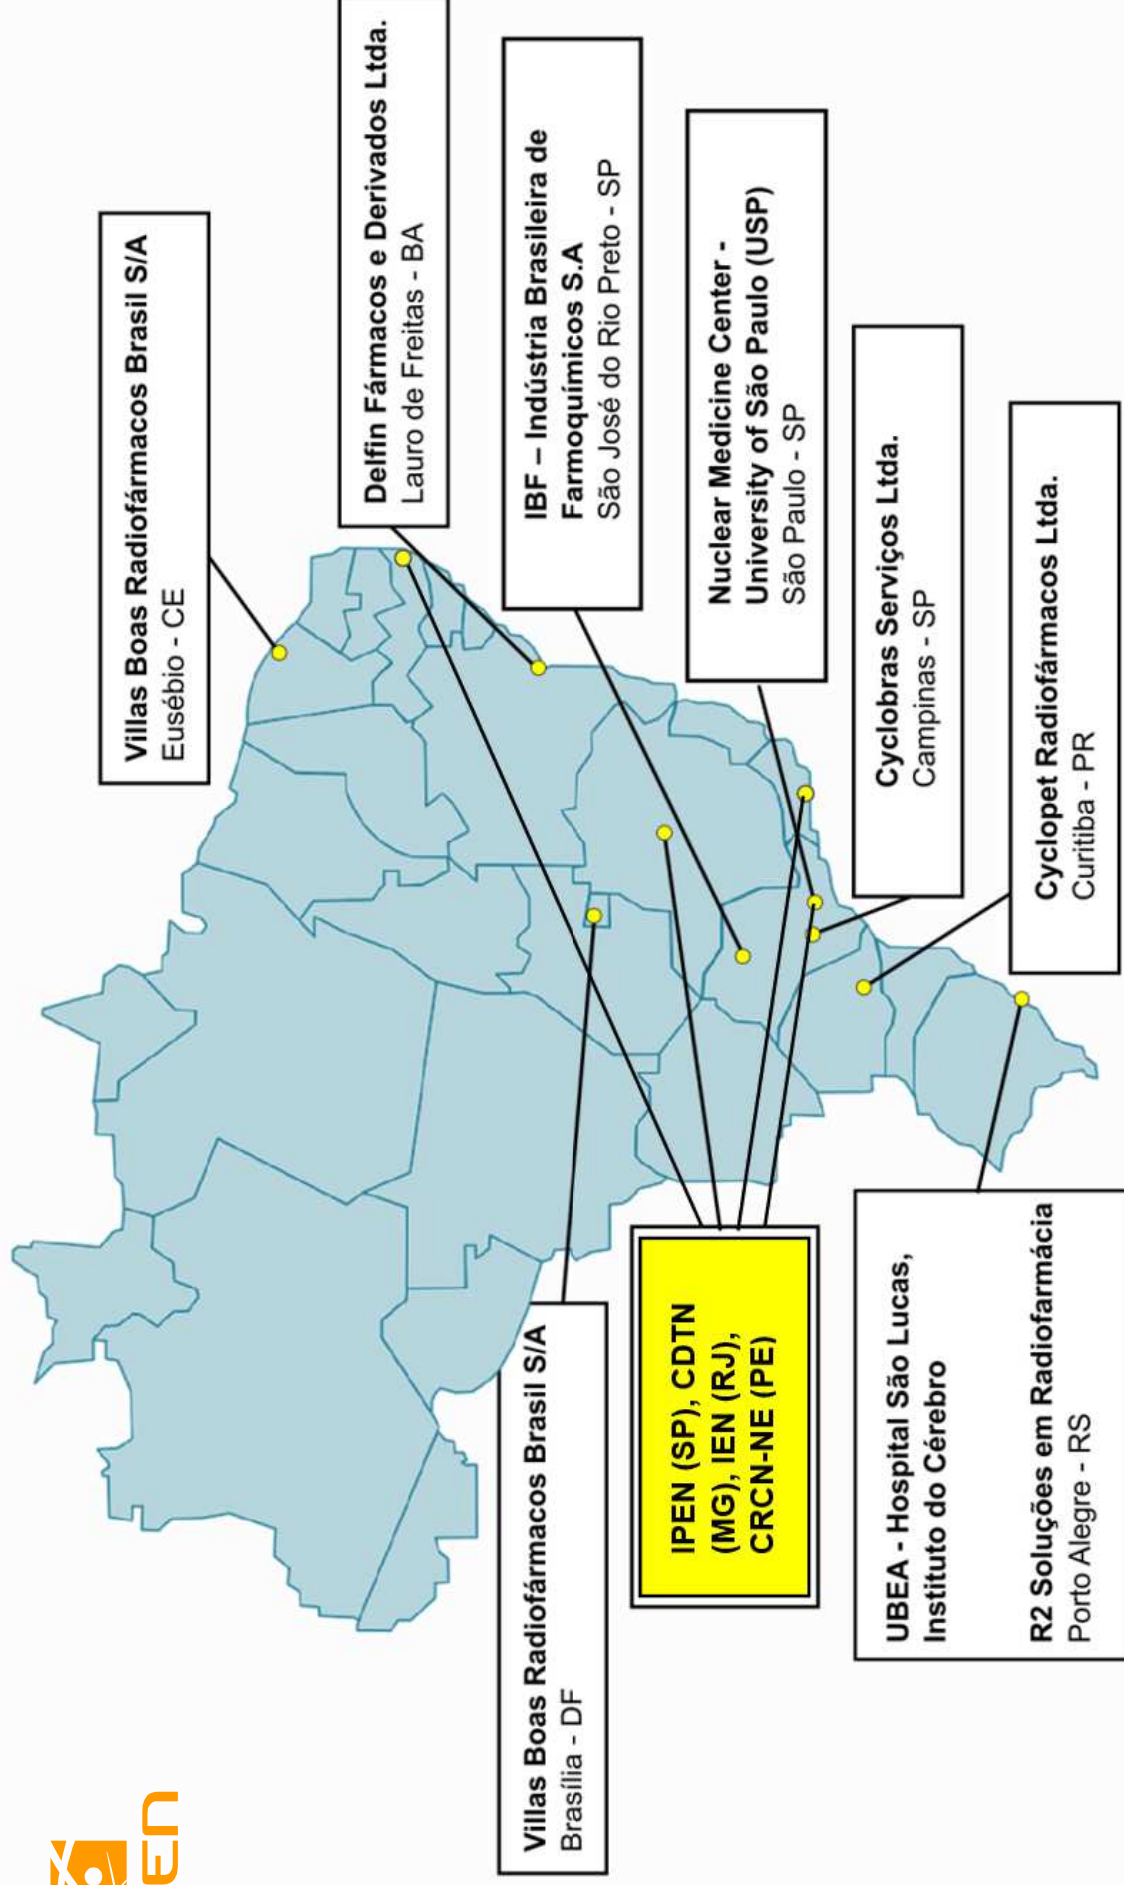 Villas Boas Radiofármacos Brasil S/A
Eusébio - CE
Delfin Fármacos e Derivados Ltda.
Lauro de Freitas - BA
IBF – Indústria Brasileira de
Farmoquímicos S.A
São José do Rio Preto - SP
Nuclear Medicine Center -
University of São Paulo (USP)
São Paulo - SP
Cyclobras Serviços Ltda.
Campinas - SP
Cyclopet Radiofármacos Ltda.
Curitiba - PR
Villas Boas Radiofármacos Brasil S/A
Brasília - DF
IPEN (SP), CDTN
(MG), IEN (RJ),
CRCN-NE (PE)
UBEA - Hospital São Lucas,
Instituto do Cérebro
R2 Soluções em Radiofarmácia
Porto Alegre - RS